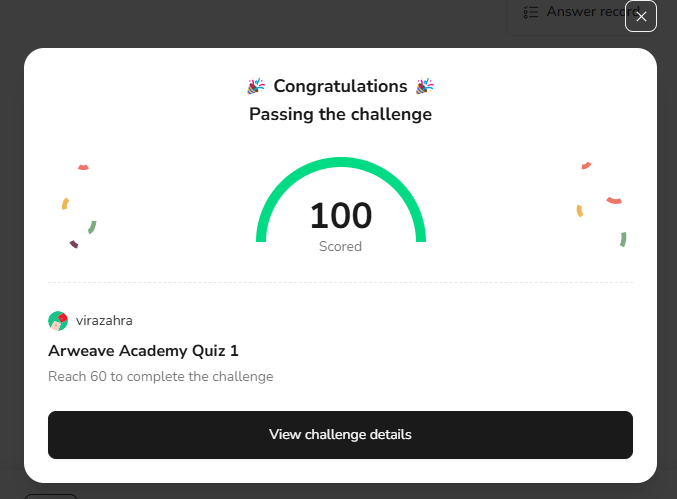 Answer record
Congratulations
Passing the challenge
100
Scored
virazahra
Arweave Academy Quiz 1
Reach 60 to complete the challenge
View challenge details